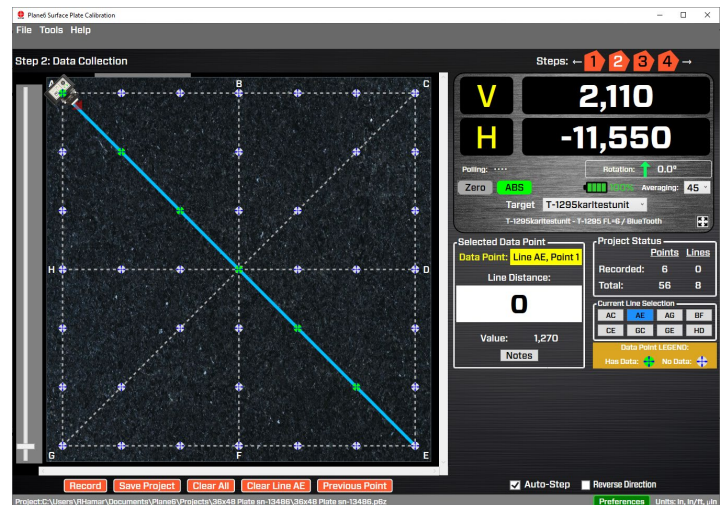 Plane6 Surface Plate Calibration
File Tools Help
Step 2: Data Collection
Steps: ← 1 2 3 4 →
A B C
H D
G F E
V 2,110
H -11,550
Polling: ····
Rotation: 0.0°
Zero ABS 100% Averaging: 45
Target T-1295karltestunit
T-1295karltestunit - T-1295 FL=6 / BlueTooth
Selected Data Point
Data Point: Line AE, Point 1
Line Distance:
0
Value: 1,270
Notes
Project Status
Points Lines
Recorded: 6 0
Total: 56 8
Current Line Selection
AC AE AG BF
CE GC GE HD
Data Point LEGEND:
Has Data: No Data:
Record Save Project Clear All Clear Line AE Previous Point
Auto-Step Reverse Direction
Project:C:\Users\RHamar\Documents\Plane6\Projects\36x48 Plate sn-13486\36x48 Plate sn-13486.p6z
Preferences Units: In, In/ft, µIn